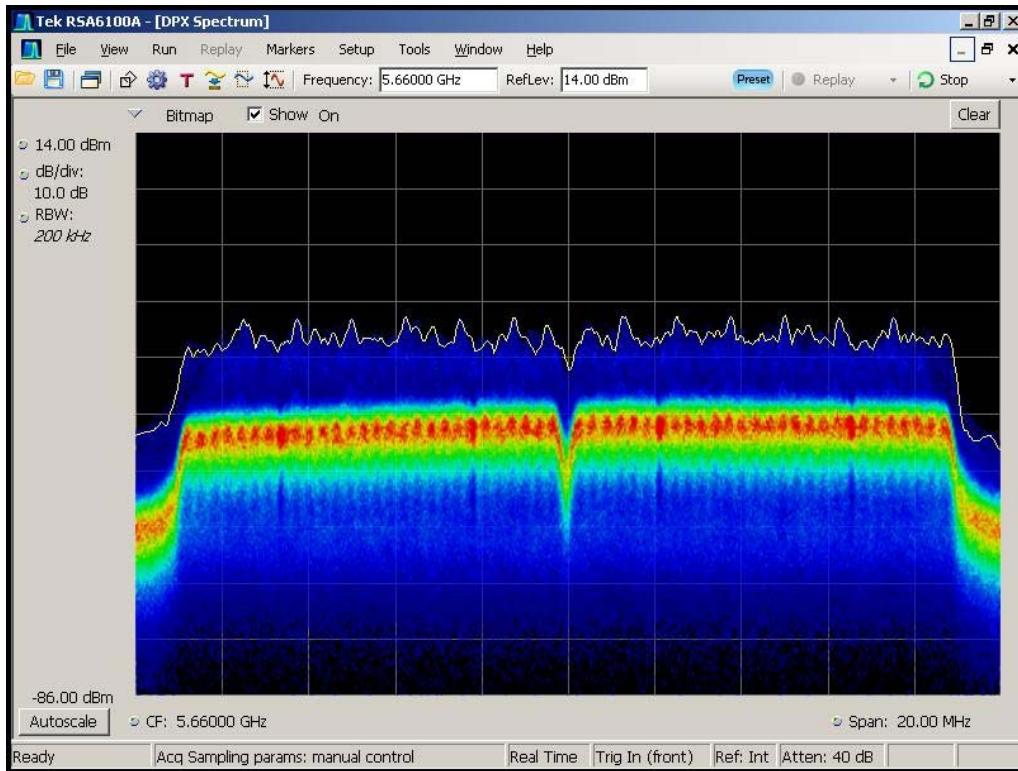 Tek RSA6100A - [DPX Spectrum]
File View Run Replay Markers Setup Tools Window Help
T Frequency: 5.66000 GHz RefLev: 14.00 dBm Preset Replay Stop
Bitmap Show On Clear
14.00 dBm
dB/div:
10.0 dB
RBW:
200 kHz
-86.00 dBm
Autoscale CF: 5.66000 GHz Span: 20.00 MHz
Ready Acq Sampling params: manual control Real Time Trig In (front) Ref: Int Atten: 40 dB